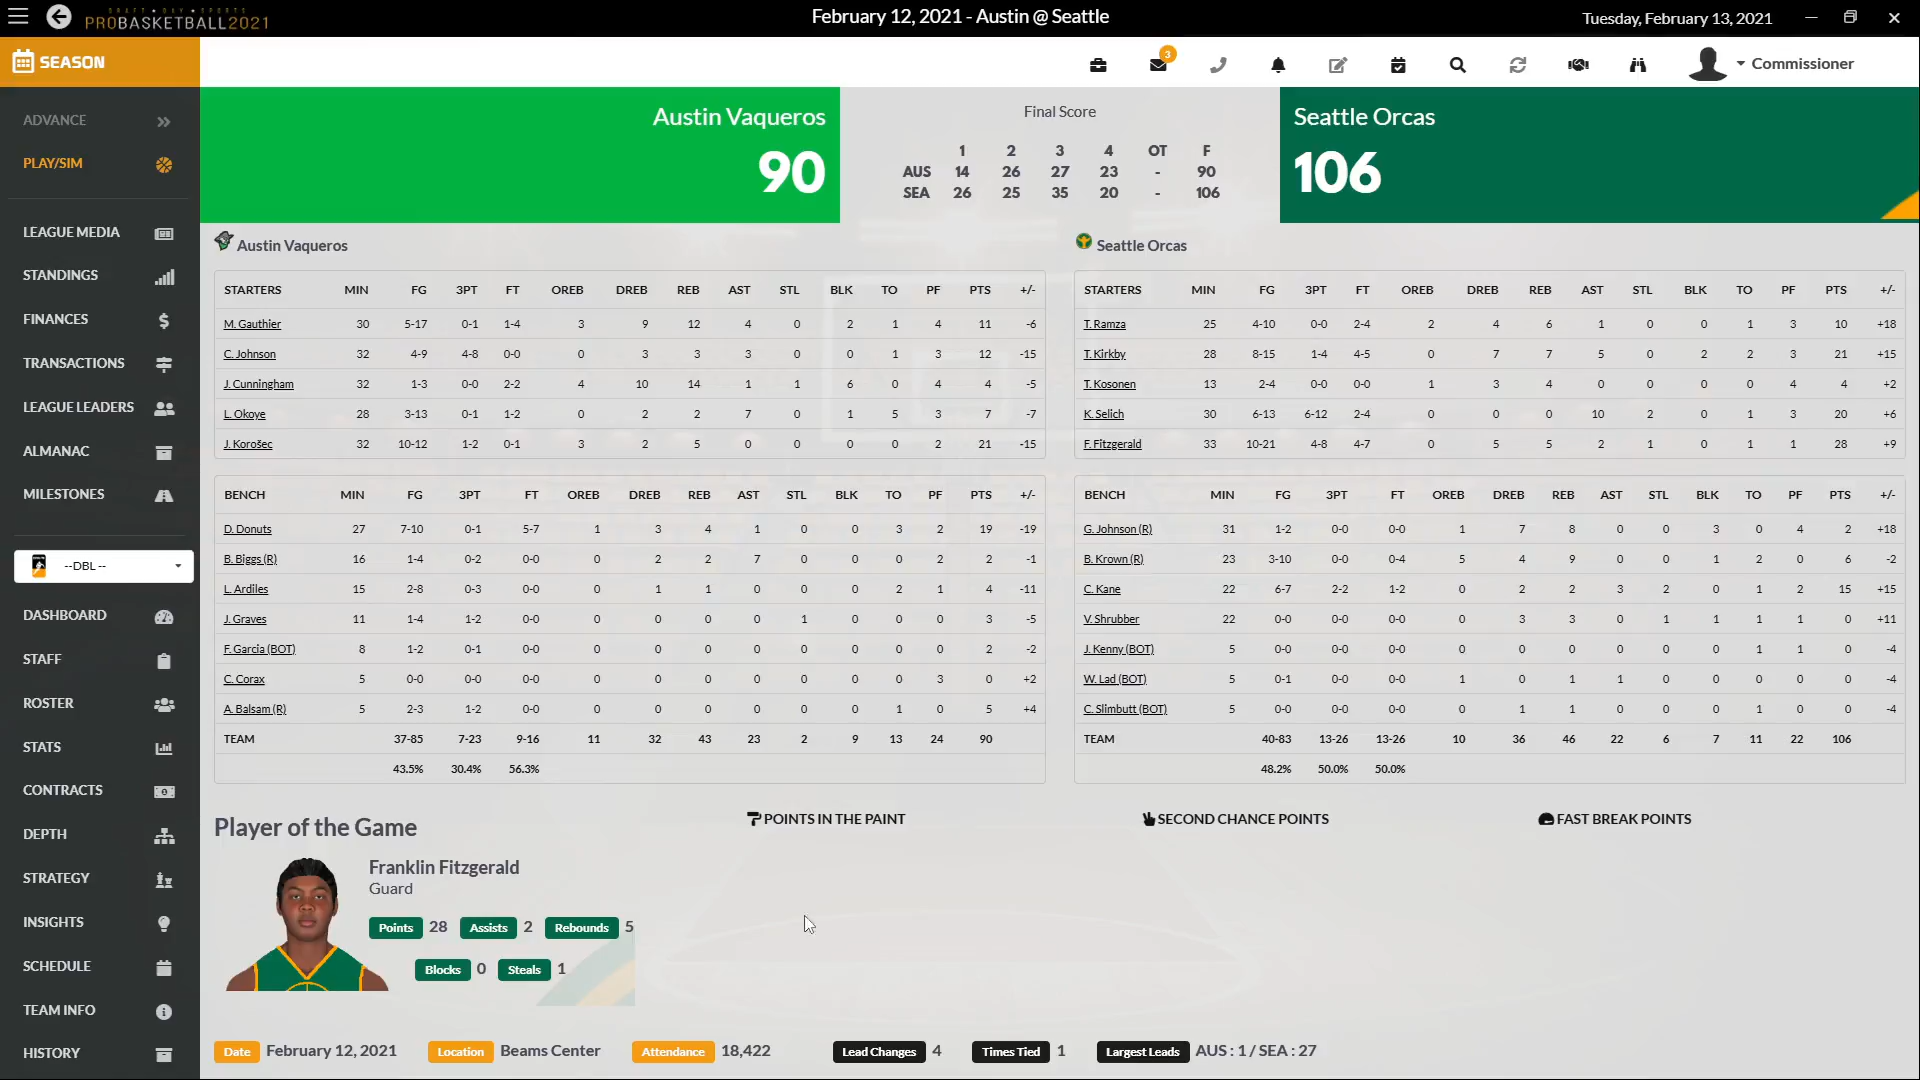 DRAFT • DAY • SPORTS
PROBASKETBALL2021
February 12, 2021 - Austin @ Seattle
Tuesday, February 13, 2021
SEASON
3
Commissioner
ADVANCE
PLAY/SIM
LEAGUE MEDIA
STANDINGS
FINANCES
TRANSACTIONS
LEAGUE LEADERS
ALMANAC
MILESTONES
--DBL --
DASHBOARD
STAFF
ROSTER
STATS
CONTRACTS
DEPTH
STRATEGY
INSIGHTS
SCHEDULE
TEAM INFO
HISTORY
Austin Vaqueros
90
Final Score
1 2 3 4 OT F
AUS 14 26 27 23 - 90
SEA 26 25 35 20 - 106
Seattle Orcas
106
Austin Vaqueros
STARTERS MIN FG 3PT FT OREB DREB REB AST STL BLK TO PF PTS +/-
M. Gauthier 30 5-17 0-1 1-4 3 9 12 4 0 2 1 4 11 -6
C. Johnson 32 4-9 4-8 0-0 0 3 3 3 0 0 1 3 12 -15
J. Cunningham 32 1-3 0-0 2-2 4 10 14 1 1 6 0 4 4 -5
L. Okoye 28 3-13 0-1 1-2 0 2 2 7 0 1 5 3 7 -7
J. Korošec 32 10-12 1-2 0-1 3 2 5 0 0 0 0 2 21 -15
BENCH MIN FG 3PT FT OREB DREB REB AST STL BLK TO PF PTS +/-
D. Donuts 27 7-10 0-1 5-7 1 3 4 1 0 0 3 2 19 -19
B. Biggs (R) 16 1-4 0-2 0-0 0 2 2 7 0 0 0 2 2 -1
L. Ardiles 15 2-8 0-3 0-0 0 1 1 0 0 0 2 1 4 -11
J. Graves 11 1-4 1-2 0-0 0 0 0 0 1 0 0 0 3 -5
F. Garcia (BOT) 8 1-2 0-1 0-0 0 0 0 0 0 0 0 0 2 -2
C. Corax 5 0-0 0-0 0-0 0 0 0 0 0 0 0 3 0 +2
A. Balsam (R) 5 2-3 1-2 0-0 0 0 0 0 0 0 1 0 5 +4
TEAM 37-85 7-23 9-16 11 32 43 23 2 9 13 24 90
43.5% 30.4% 56.3%
Seattle Orcas
STARTERS MIN FG 3PT FT OREB DREB REB AST STL BLK TO PF PTS +/-
T. Ramza 25 4-10 0-0 2-4 2 4 6 1 0 0 1 3 10 +18
T. Kirkby 28 8-15 1-4 4-5 0 7 7 5 0 2 2 3 21 +15
T. Kosonen 13 2-4 0-0 0-0 1 3 4 0 0 0 0 4 4 +2
K. Selich 30 6-13 6-12 2-4 0 0 0 10 2 0 1 3 20 +6
F. Fitzgerald 33 10-21 4-8 4-7 0 5 5 2 1 0 1 1 28 +9
BENCH MIN FG 3PT FT OREB DREB REB AST STL BLK TO PF PTS +/-
G. Johnson (R) 31 1-2 0-0 0-0 1 7 8 0 0 3 0 4 2 +18
B. Krown (R) 23 3-10 0-0 0-4 5 4 9 0 0 1 2 0 6 -2
C. Kane 22 6-7 2-2 1-2 0 2 2 3 2 0 1 2 15 +15
V. Shrubber 22 0-0 0-0 0-0 0 3 3 0 1 1 1 1 0 +11
J. Kenny (BOT) 5 0-0 0-0 0-0 0 0 0 0 0 0 1 1 0 -4
W. Lad (BOT) 5 0-1 0-0 0-0 1 0 1 1 0 0 0 0 0 -4
C. Slimbutt (BOT) 5 0-0 0-0 0-0 0 1 1 0 0 0 1 0 0 -4
TEAM 40-83 13-26 13-26 10 36 46 22 6 7 11 22 106
48.2% 50.0% 50.0%
Player of the Game
Franklin Fitzgerald
Guard
Points 28 Assists 2 Rebounds 5
Blocks 0 Steals 1
POINTS IN THE PAINT
SECOND CHANCE POINTS
FAST BREAK POINTS
Date February 12, 2021 Location Beams Center Attendance 18,422 Lead Changes 4 Times Tied 1 Largest Leads AUS : 1 / SEA : 27